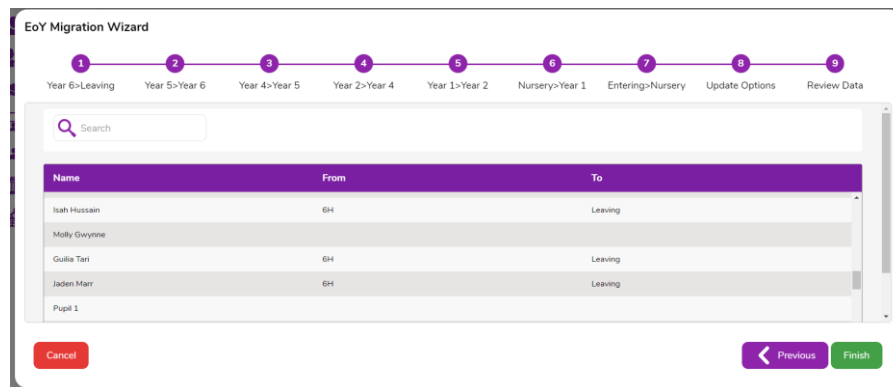 EoY Migration Wizard
1 2 3 4 5 6 7 8 9
Year 6>Leaving Year 5>Year 6 Year 4>Year 5 Year 2>Year 4 Year 1>Year 2 Nursery>Year 1 Entering>Nursery Update Options Review Data
Search
Name From To
Isah Hussain 6H Leaving
Molly Gwynne
Guilia Tari 6H Leaving
Jaden Marr 6H Leaving
Pupil 1
Cancel Previous Finish